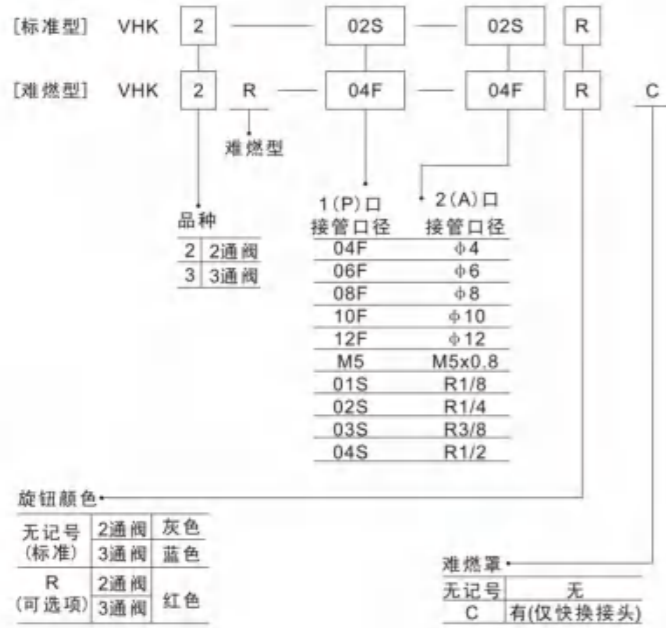 [标准型] VHK 2 — 02S — 02S R
[难燃型] VHK 2 R — 04F — 04F R C
难燃型
1(P)口 2(A)口
接管口径 接管口径
04F φ4
06F φ6
08F φ8
10F φ10
12F φ12
M5 M5x0.8
01S R1/8
02S R1/4
03S R3/8
04S R1/2
品种
2 2通阀
3 3通阀
旋钮颜色
无记号(标准) 2通阀 灰色
3通阀 蓝色
R(可选项) 2通阀 红色
3通阀
难燃罩
无记号 无
C 有(仅快换接头)